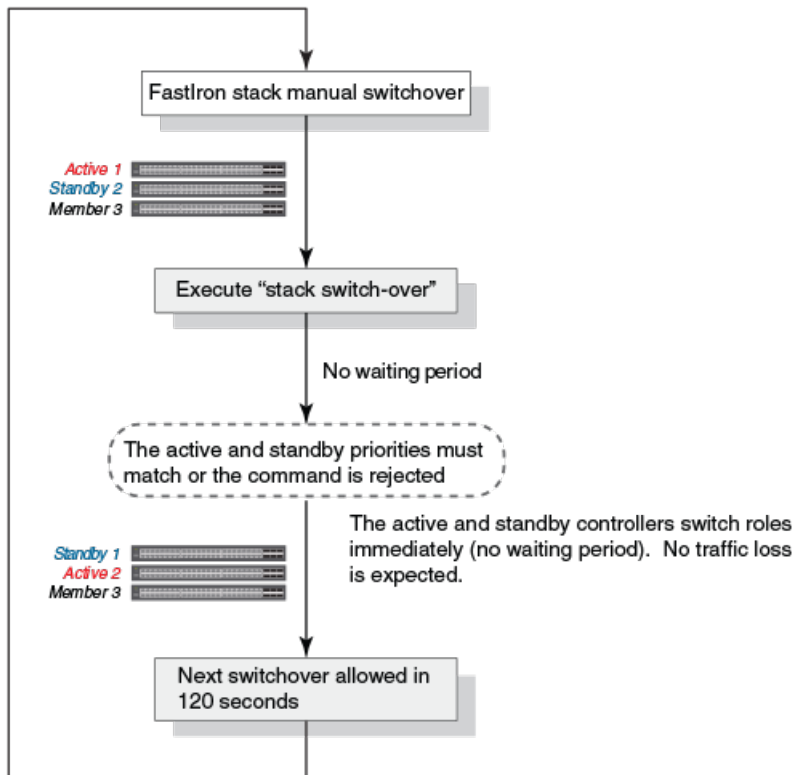 FastIron stack manual switchover
Active 1
Standby 2
Member 3
Execute “stack switch-over”
No waiting period
The active and standby priorities must
match or the command is rejected
The active and standby controllers switch roles
immediately (no waiting period).  No traffic loss
is expected.
Standby 1
Active 2
Member 3
Next switchover allowed in
120 seconds